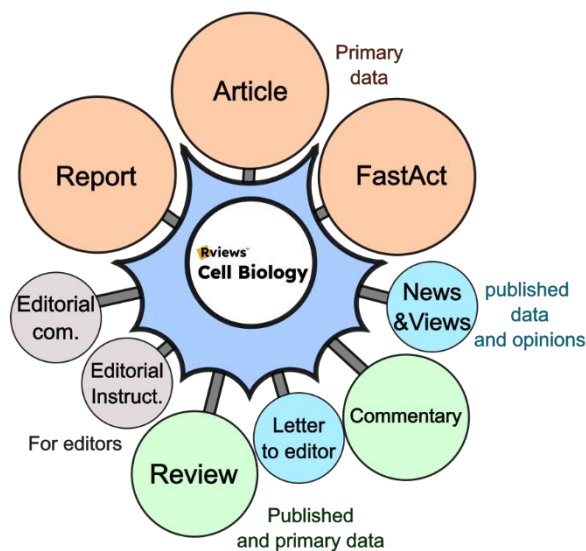 Primary
data
Article
Report
FastAct
Rviews™
Cell Biology
Editorial
com.
News
&Views
published
data
and opinions
Editorial
Instruct.
Commentary
Letter
to editor
For editors
Review
Published
and primary data